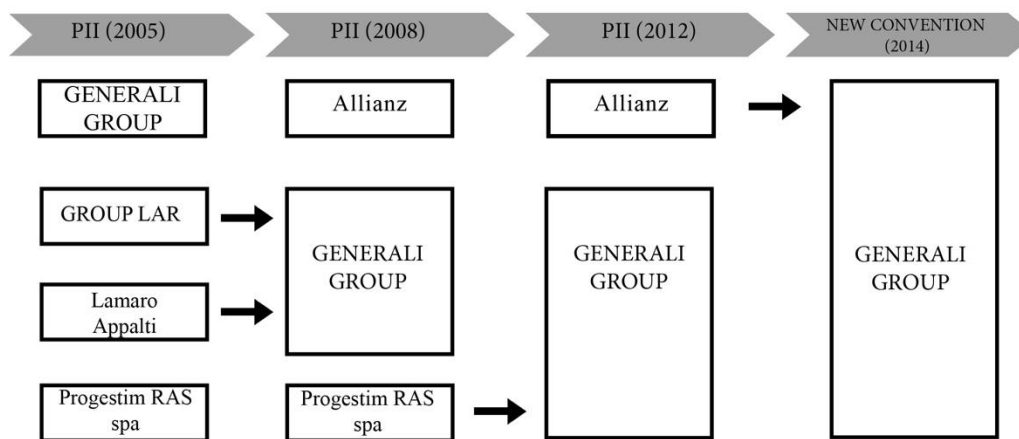 PII (2005)
PII (2008)
PII (2012)
NEW CONVENTION
(2014)
GENERALI
GROUP
Allianz
Allianz
GROUP LAR
GENERALI
GROUP
GENERALI
GROUP
GENERALI
GROUP
Lamaro
Appalti
Progestim RAS
spa
Progestim RAS
spa